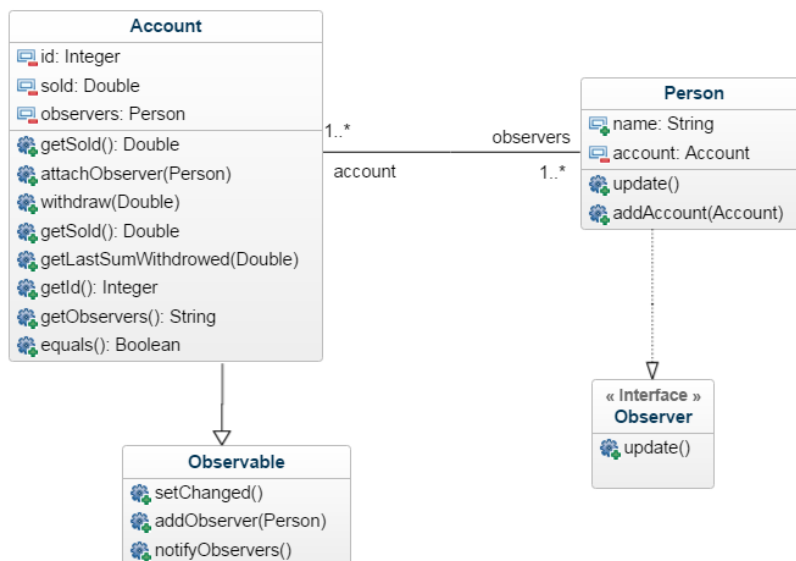 Account
id: Integer
sold: Double
observers: Person
getSold(): Double
attachObserver(Person)
withdraw(Double)
getSold(): Double
getLastSumWithdrowed(Double)
getId(): Integer
getObservers(): String
equals(): Boolean
1..*
account
observers
1..*
Person
name: String
account: Account
update()
addAccount(Account)
« Interface »
Observer
update()
Observable
setChanged()
addObserver(Person)
notifyObservers()